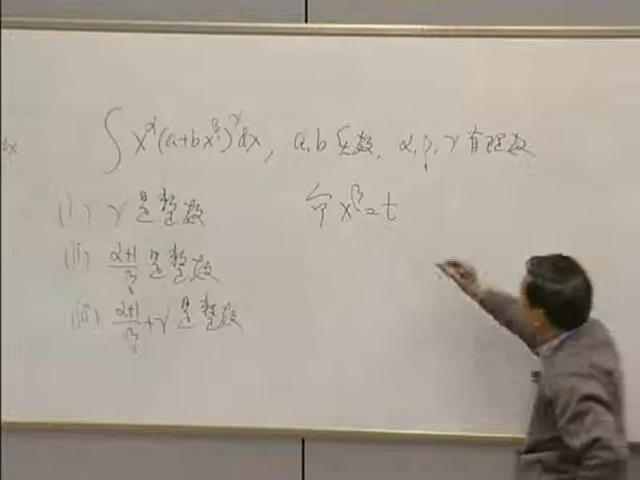 ∫ x^α (a+bx^β)^γ dx, a,b 实数, α,β,γ 有理数
(i) γ 是整数
令 x^β = t
(ii) (α+1)/β 是整数
(iii) (α+1)/β + γ 是整数